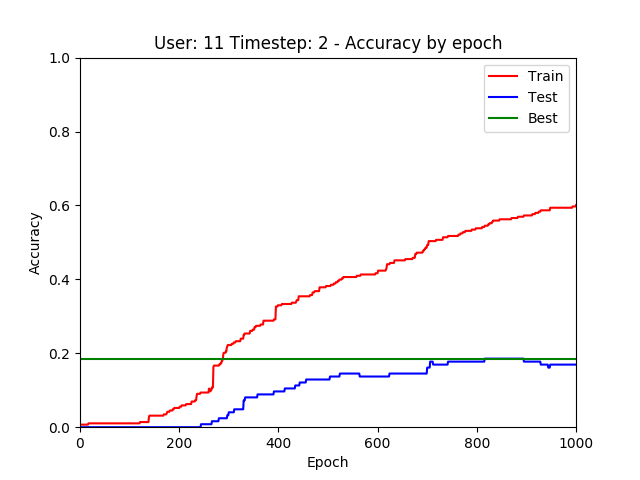 User: 11 Timestep: 2 - Accuracy by epoch
1.0
0.8
0.6
0.4
0.2
0.0
Accuracy
Train
Test
Best
0 200 400 600 800 1000
Epoch